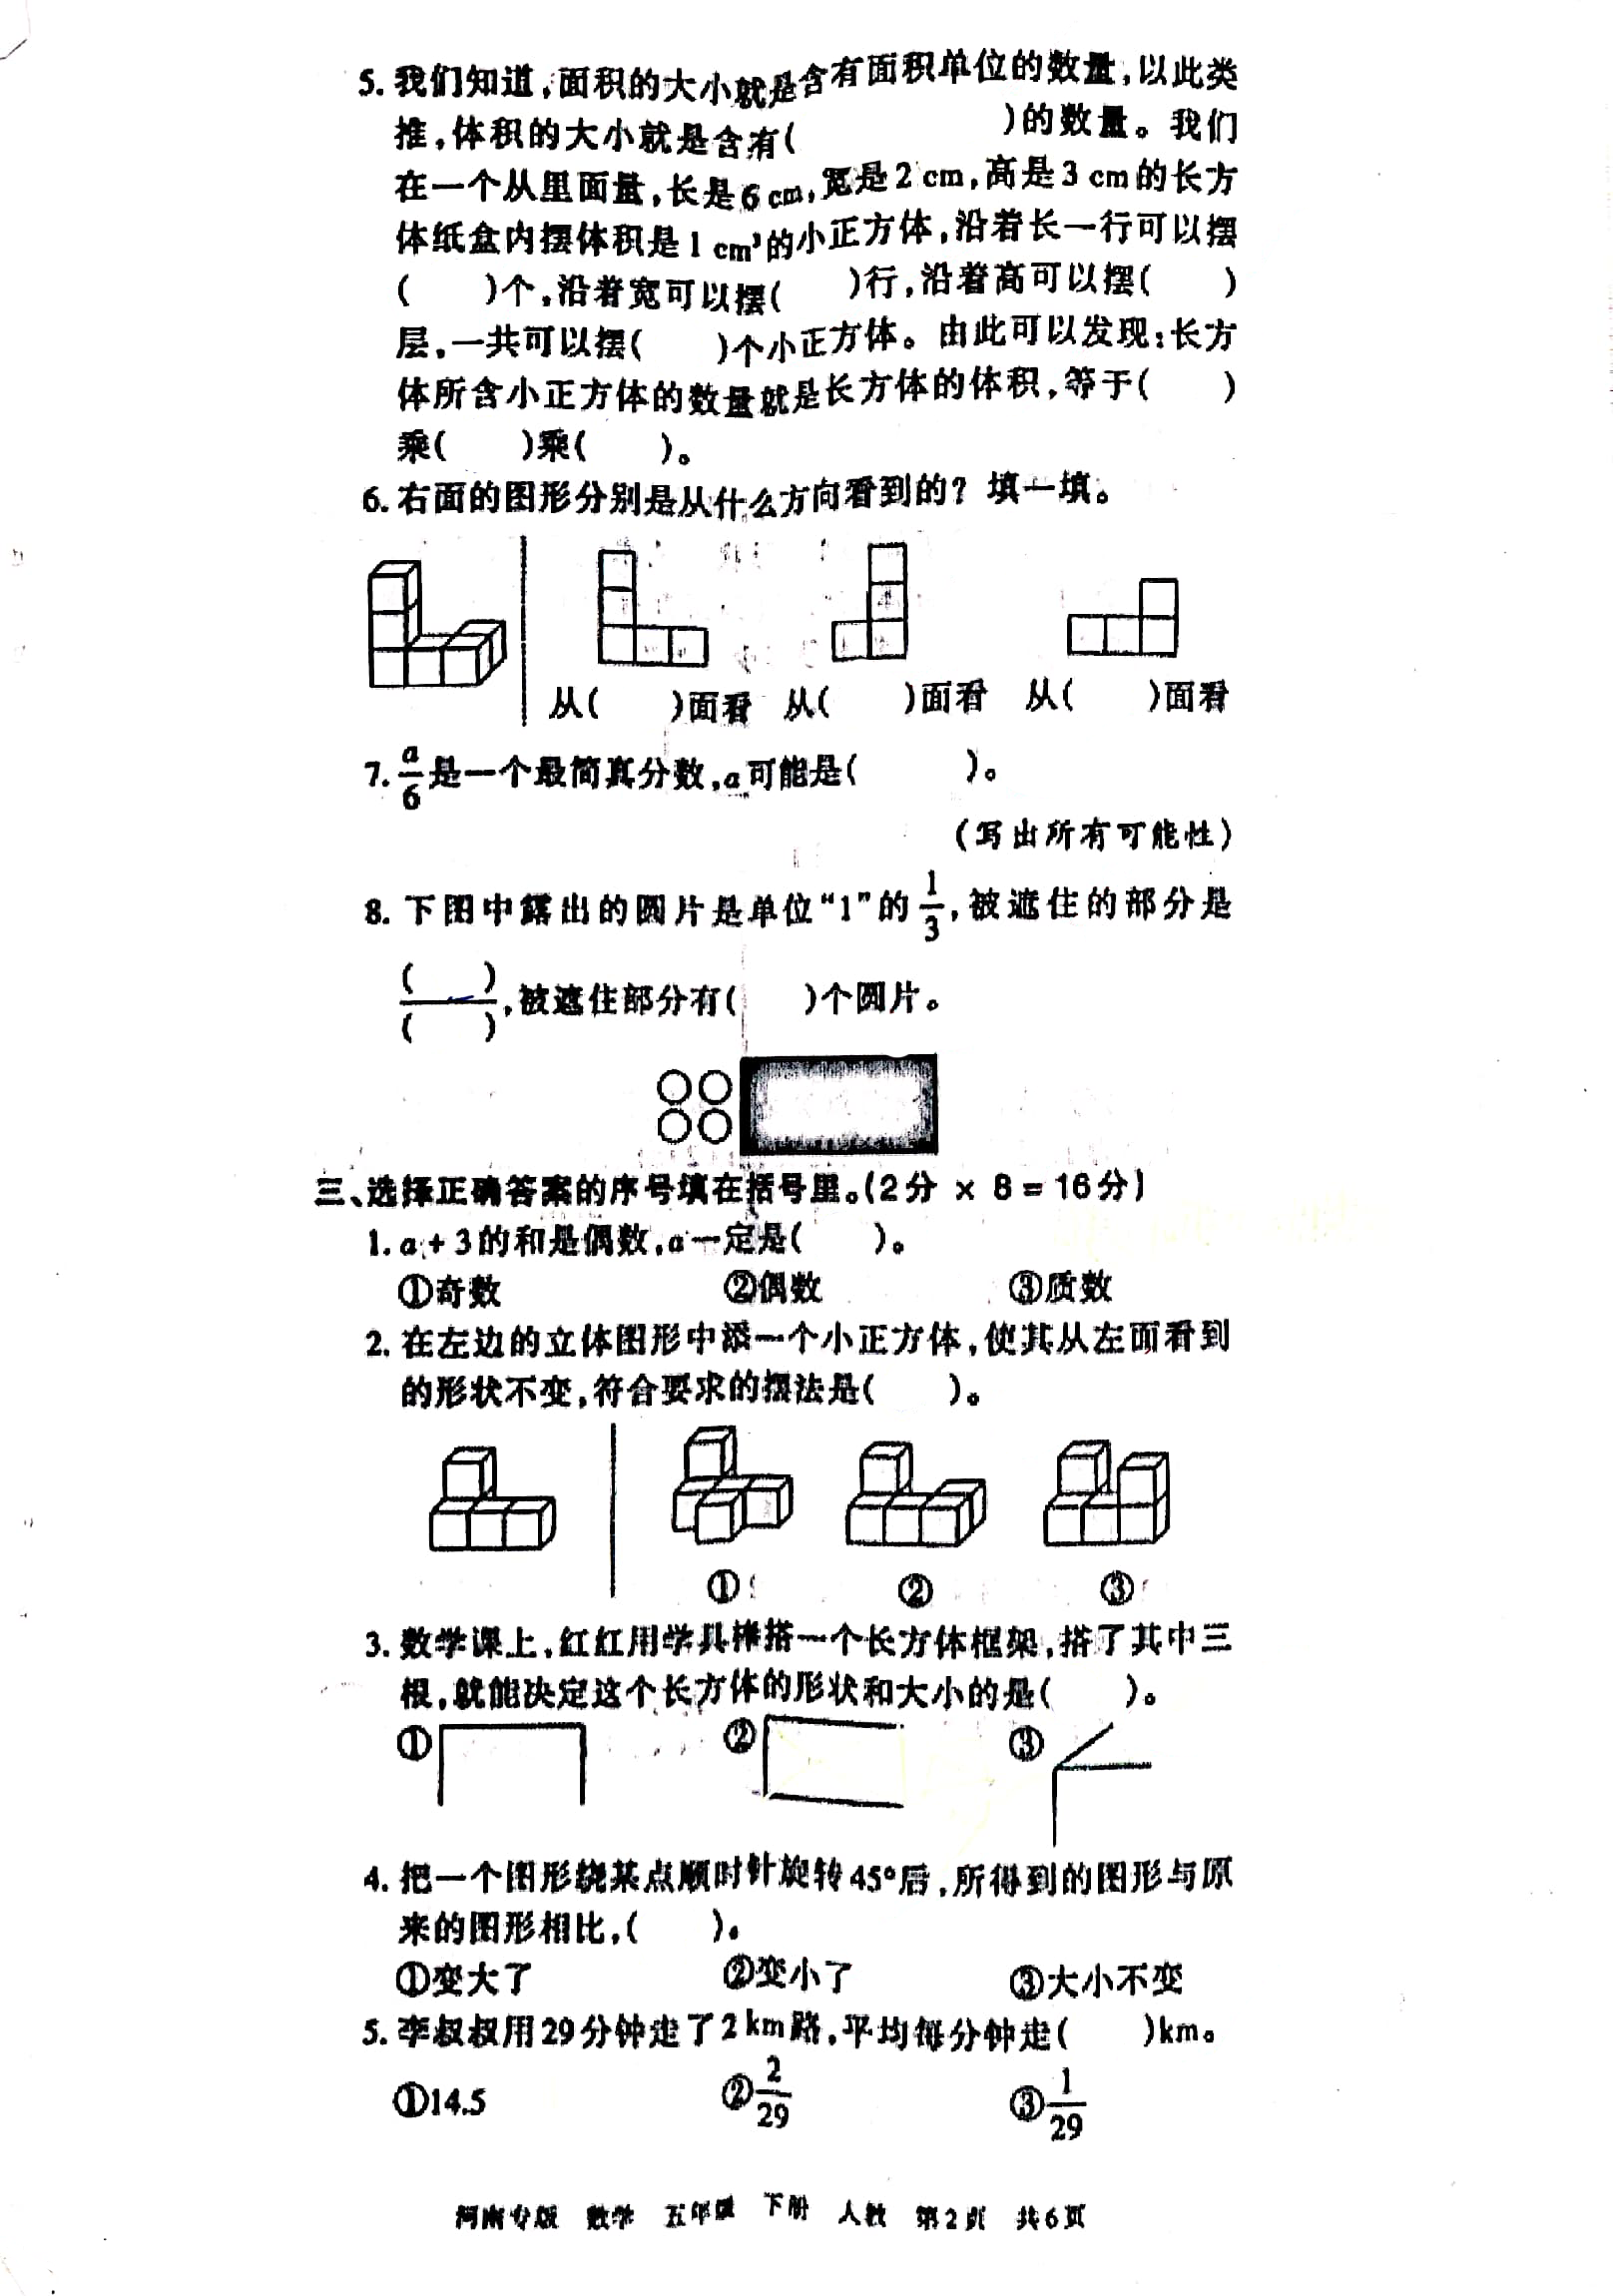 5. 我们知道,面积的大小就是含有面积单位的数量,以此类
推,体积的大小就是含有(        )的数量。我们
在一个从里面量,长是6 cm,宽是2 cm,高是3 cm的长方
体纸盒内摆体积是1 cm³的小正方体,沿着长一行可以摆
(    )个,沿着宽可以摆(    )行,沿着高可以摆(    )
层,一共可以摆(    )个小正方体。由此可以发现:长方
体所含小正方体的数量就是长方体的体积,等于(    )
乘(    )乘(    )。
6. 右面的图形分别是从什么方向看到的? 填一填。
从(    )面看 从(    )面看 从(    )面看
7. a/6是一个最简真分数,a可能是(    )。
(写出所有可能性)
8. 下图中露出的圆片是单位“1”的1/3,被遮住的部分是
(    )/(    ),被遮住部分有(    )个圆片。
三、选择正确答案的序号填在括号里。(2分 × 8 = 16分)
1. a + 3的和是偶数,a一定是(    )。
①奇数 ②偶数 ③质数
2. 在左边的立体图形中添一个小正方体,使其从左面看到
的形状不变,符合要求的摆法是(    )。
① ② ③
3. 数学课上,红红用学具棒搭一个长方体框架,搭了其中三
根,就能决定这个长方体的形状和大小的是(    )。
① ② ③
4. 把一个图形绕某点顺时针旋转45°后,所得到的图形与原
来的图形相比,(    )。
①变大了 ②变小了 ③大小不变
5. 李叔叔用29分钟走了2 km路,平均每分钟走(    )km。
①14.5 ②2/29 ③1/29
河南专版 数学 五年级 下册 人教 第2页 共6页